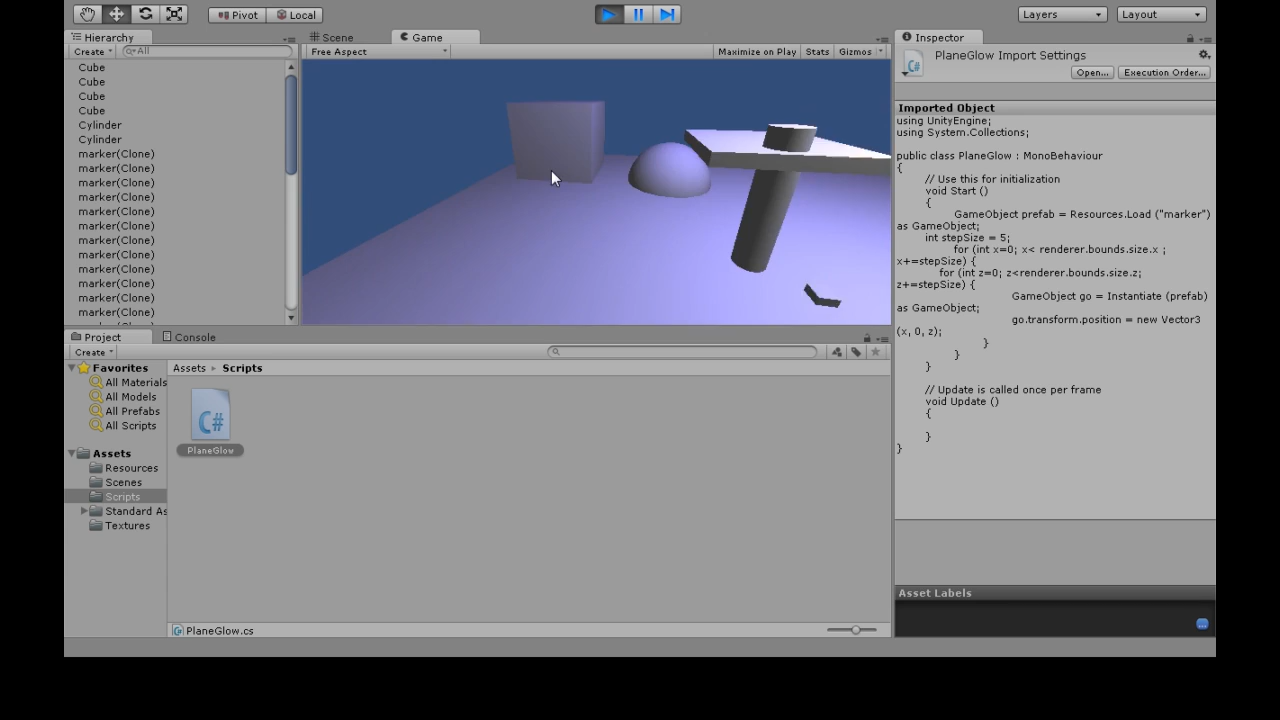 Pivot
Local
Layers
Layout
Hierarchy
Create
All
Cube
Cube
Cube
Cube
Cylinder
Cylinder
marker(Clone)
marker(Clone)
marker(Clone)
marker(Clone)
marker(Clone)
marker(Clone)
marker(Clone)
marker(Clone)
marker(Clone)
marker(Clone)
marker(Clone)
marker(Clone)
Scene
Game
Free Aspect
Maximize on Play
Stats
Gizmos
Inspector
PlaneGlow Import Settings
C#
Open...
Execution Order...
Imported Object
using UnityEngine;
using System.Collections;
public class PlaneGlow : MonoBehaviour
{
// Use this for initialization
void Start ()
{
GameObject prefab = Resources.Load ("marker")
as GameObject;
int stepSize = 5;
for (int x=0; x< renderer.bounds.size.x ;
x+=stepSize) {
for (int z=0; z<renderer.bounds.size.z;
z+=stepSize) {
GameObject go = Instantiate (prefab)
as GameObject;
go.transform.position = new Vector3
(x, 0, z);
}
}
}
// Update is called once per frame
void Update ()
{
}
}
Asset Labels
Project
Console
Create
Favorites
All Materials
All Models
All Prefabs
All Scripts
Assets
Resources
Scenes
Scripts
Standard As
Textures
Assets
Scripts
C#
PlaneGlow
PlaneGlow.cs